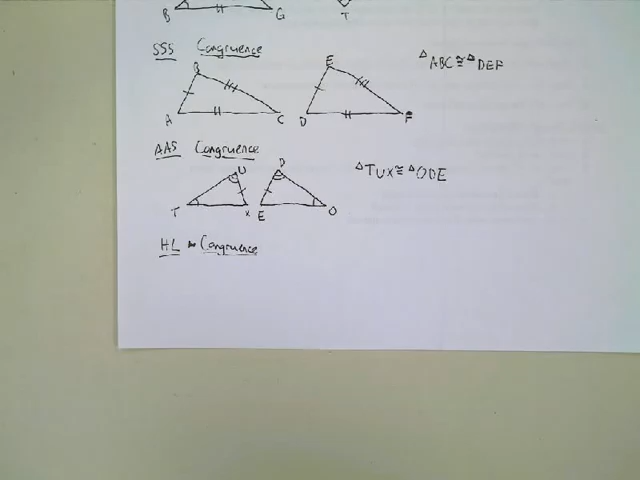 B G T
SSS Congruence
B E △ABC≅△DEF
A C D F
AAS Congruence
U D △TUX≅△ODE
T X E O
HL Congruence